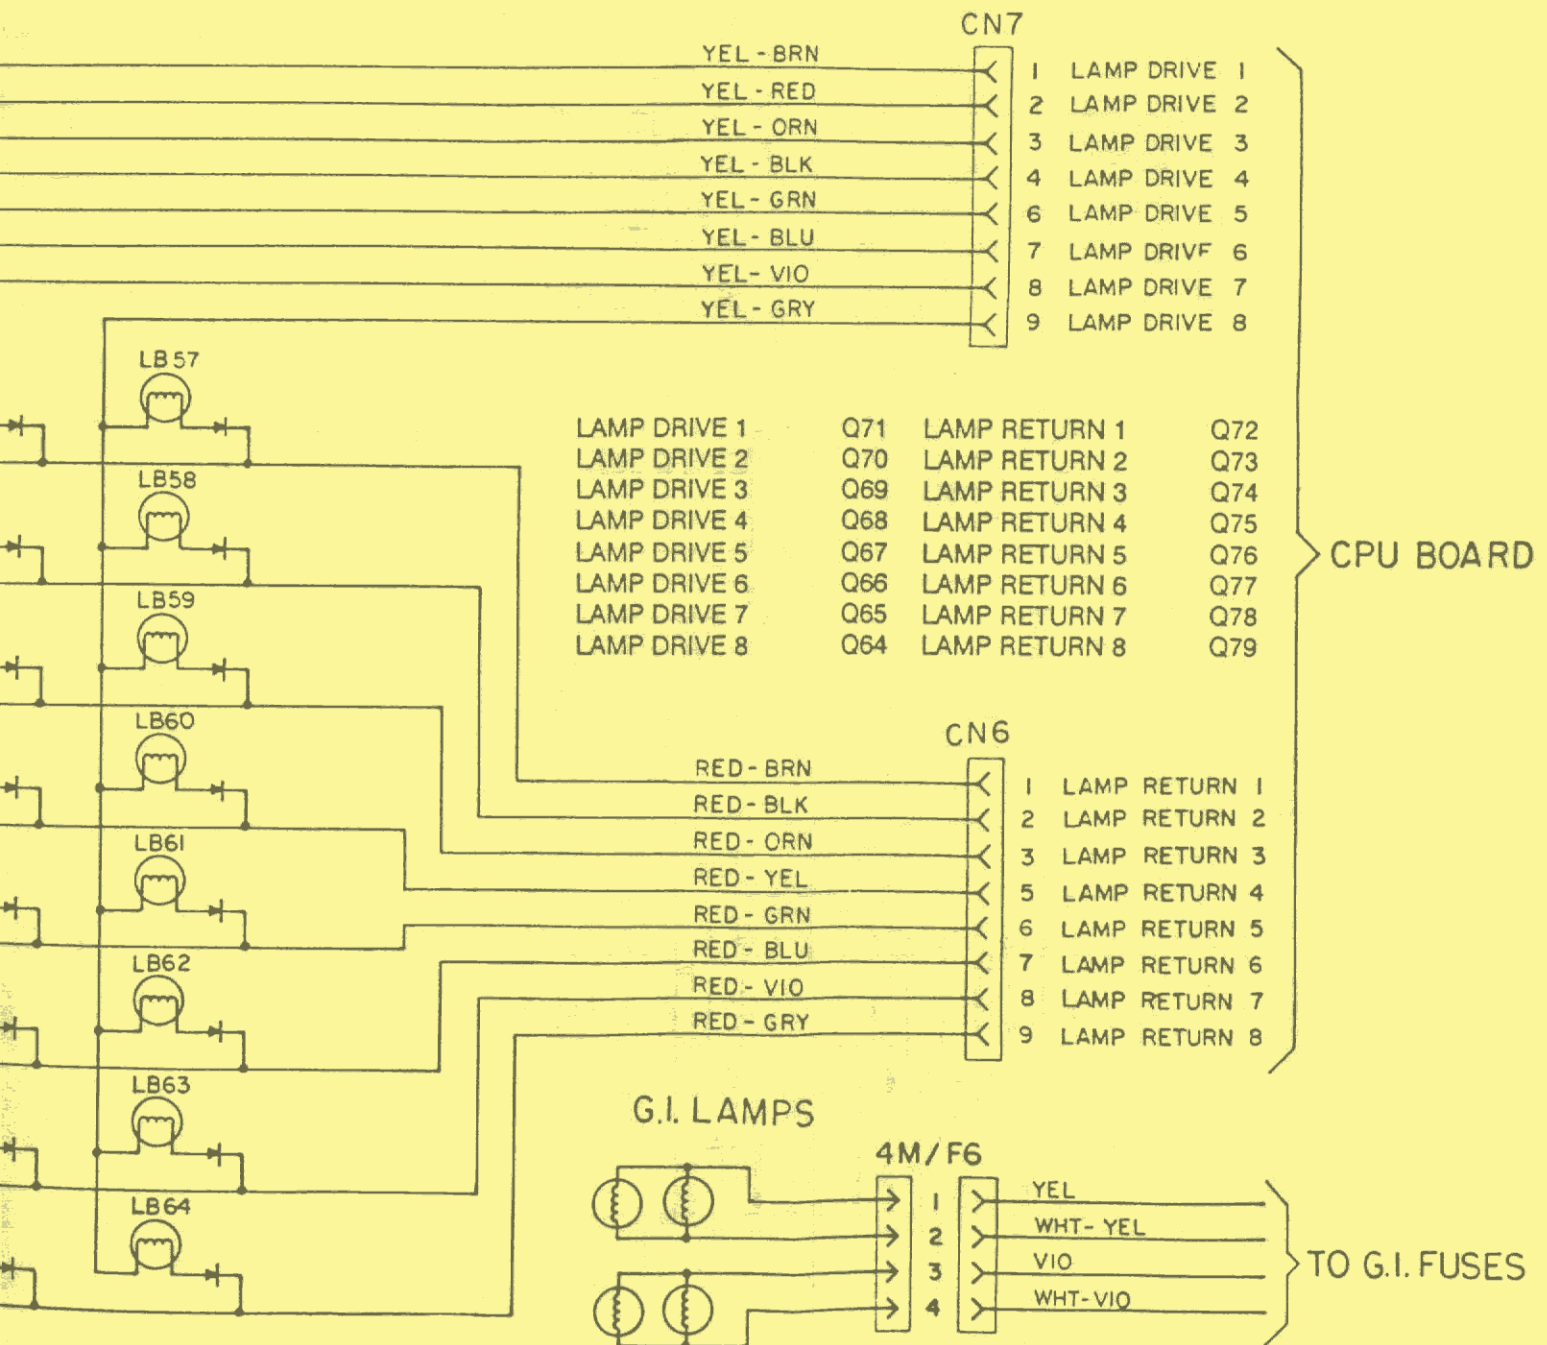 CN7
YEL-BRN 1 LAMP DRIVE 1
YEL-RED 2 LAMP DRIVE 2
YEL-ORN 3 LAMP DRIVE 3
YEL-BLK 4 LAMP DRIVE 4
YEL-GRN 6 LAMP DRIVE 5
YEL-BLU 7 LAMP DRIVE 6
YEL-VIO 8 LAMP DRIVE 7
YEL-GRY 9 LAMP DRIVE 8
LB57
LB58
LB59
LB60
LB61
LB62
LB63
LB64
LAMP DRIVE 1 Q71 LAMP RETURN 1 Q72
LAMP DRIVE 2 Q70 LAMP RETURN 2 Q73
LAMP DRIVE 3 Q69 LAMP RETURN 3 Q74
LAMP DRIVE 4 Q68 LAMP RETURN 4 Q75
LAMP DRIVE 5 Q67 LAMP RETURN 5 Q76
LAMP DRIVE 6 Q66 LAMP RETURN 6 Q77
LAMP DRIVE 7 Q65 LAMP RETURN 7 Q78
LAMP DRIVE 8 Q64 LAMP RETURN 8 Q79
CPU BOARD
CN6
RED-BRN 1 LAMP RETURN 1
RED-BLK 2 LAMP RETURN 2
RED-ORN 3 LAMP RETURN 3
RED-YEL 5 LAMP RETURN 4
RED-GRN 6 LAMP RETURN 5
RED-BLU 7 LAMP RETURN 6
RED-VIO 8 LAMP RETURN 7
RED-GRY 9 LAMP RETURN 8
G.I. LAMPS
4M/F6
1 YEL
2 WHT-YEL
3 VIO
4 WHT-VIO
TO G.I. FUSES